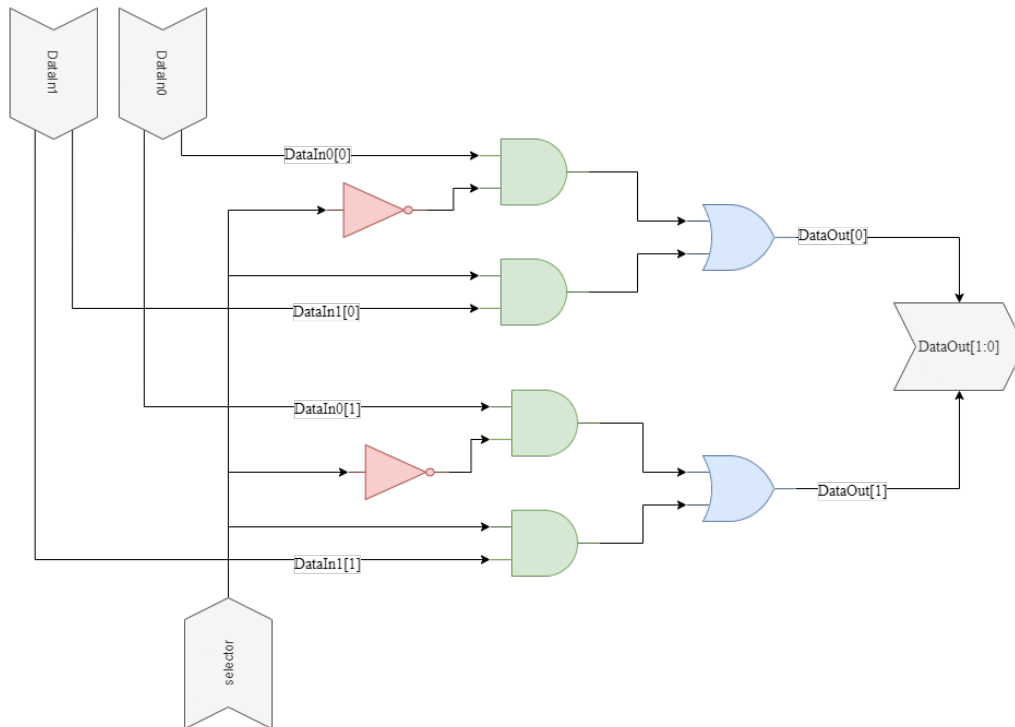 DataIn1
DataIn0
DataIn0[0]
DataOut[0]
DataIn1[0]
DataOut[1:0]
DataIn0[1]
DataOut[1]
DataIn1[1]
selector